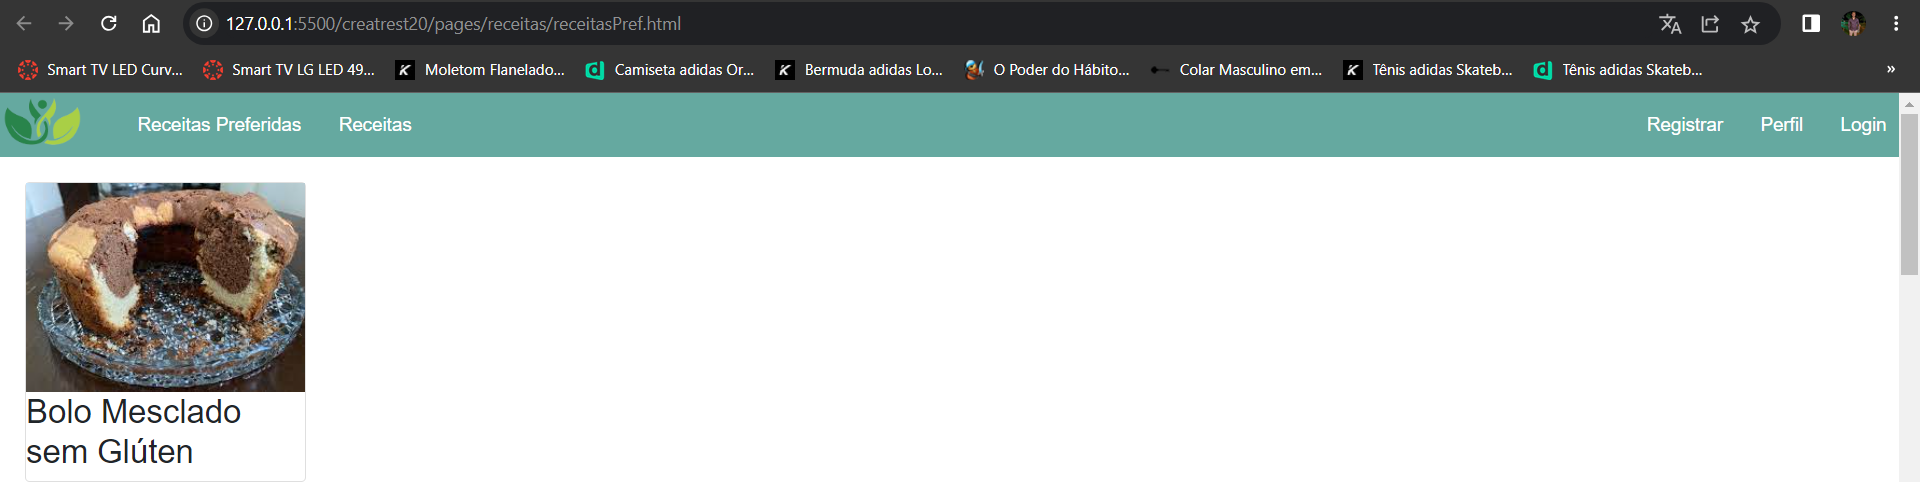 127.0.0.1:5500/creatrest20/pages/receitas/receitasPref.html
Smart TV LED Curv... Smart TV LG LED 49... Moletom Flanelado... Camiseta adidas Or... Bermuda adidas Lo... O Poder do Hábito... Colar Masculino em... Tênis adidas Skateb... Tênis adidas Skateb... »
Receitas Preferidas Receitas Registrar Perfil Login
Bolo Mesclado
sem Glúten